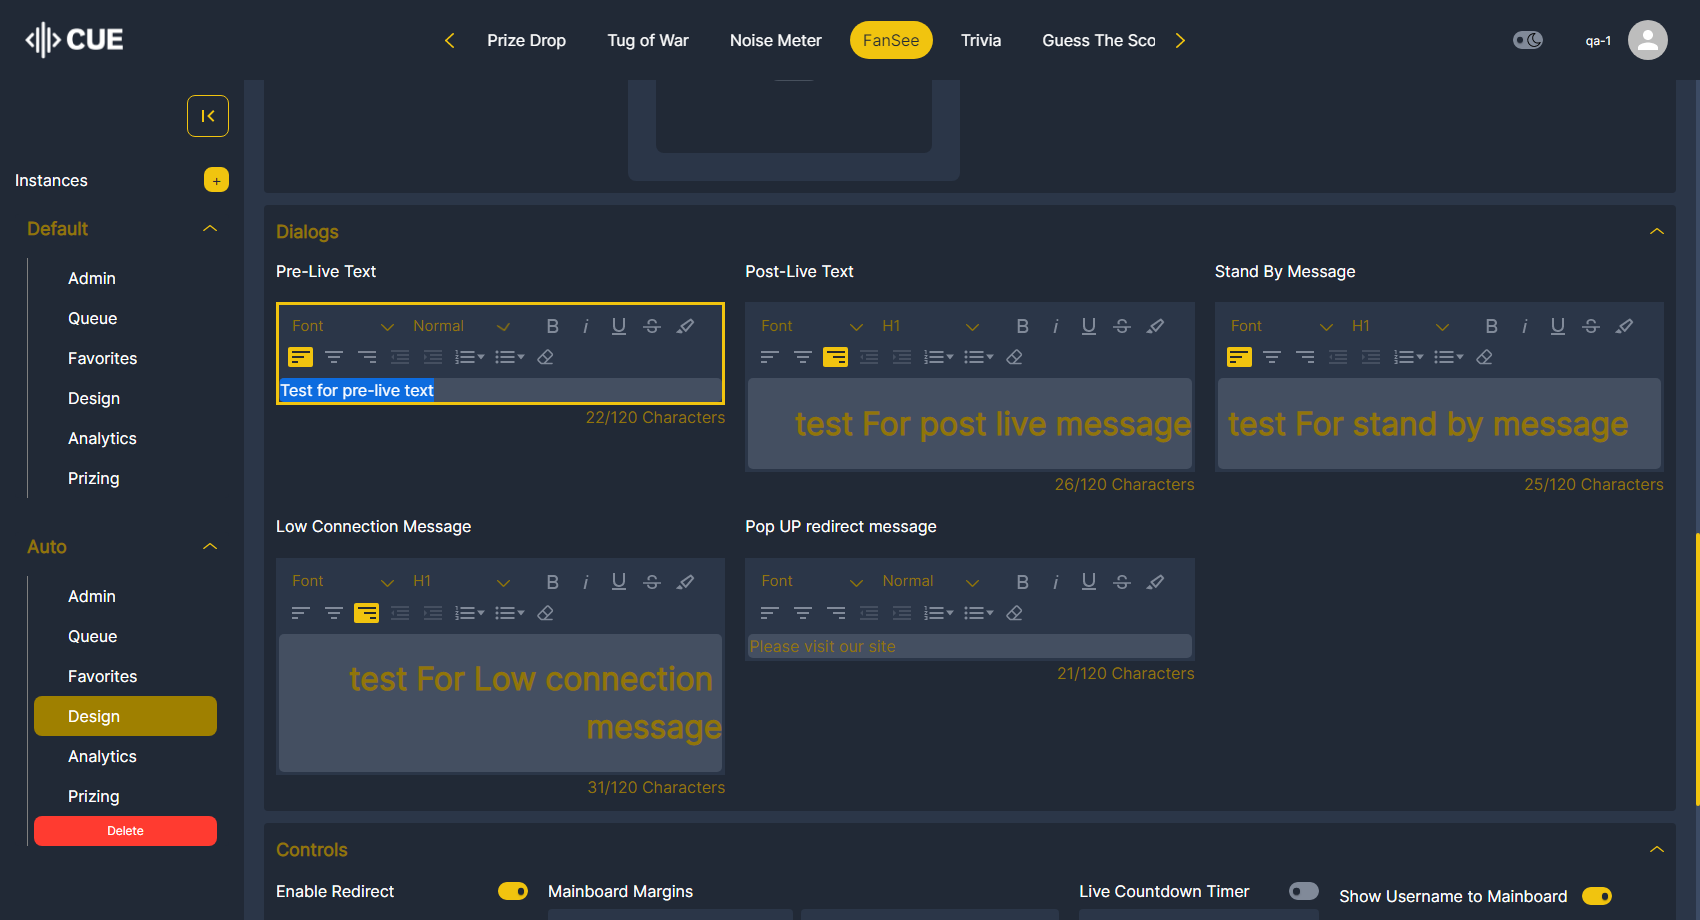 CUE
Prize Drop
Tug of War
Noise Meter
FanSee
Trivia
Guess The Sco
qa-1
Instances
+
Default
Admin
Queue
Favorites
Design
Analytics
Prizing
Auto
Admin
Queue
Favorites
Design
Analytics
Prizing
Delete
Dialogs
Pre-Live Text
Font Normal B i U S
Test for pre-live text
22/120 Characters
Post-Live Text
Font H1 B i U S
test For post live message
26/120 Characters
Stand By Message
Font H1 B i U S
test For stand by message
25/120 Characters
Low Connection Message
Font H1 B i U S
test For Low connection
message
31/120 Characters
Pop UP redirect message
Font Normal B i U S
Please visit our site
21/120 Characters
Controls
Enable Redirect
Mainboard Margins
Live Countdown Timer
Show Username to Mainboard